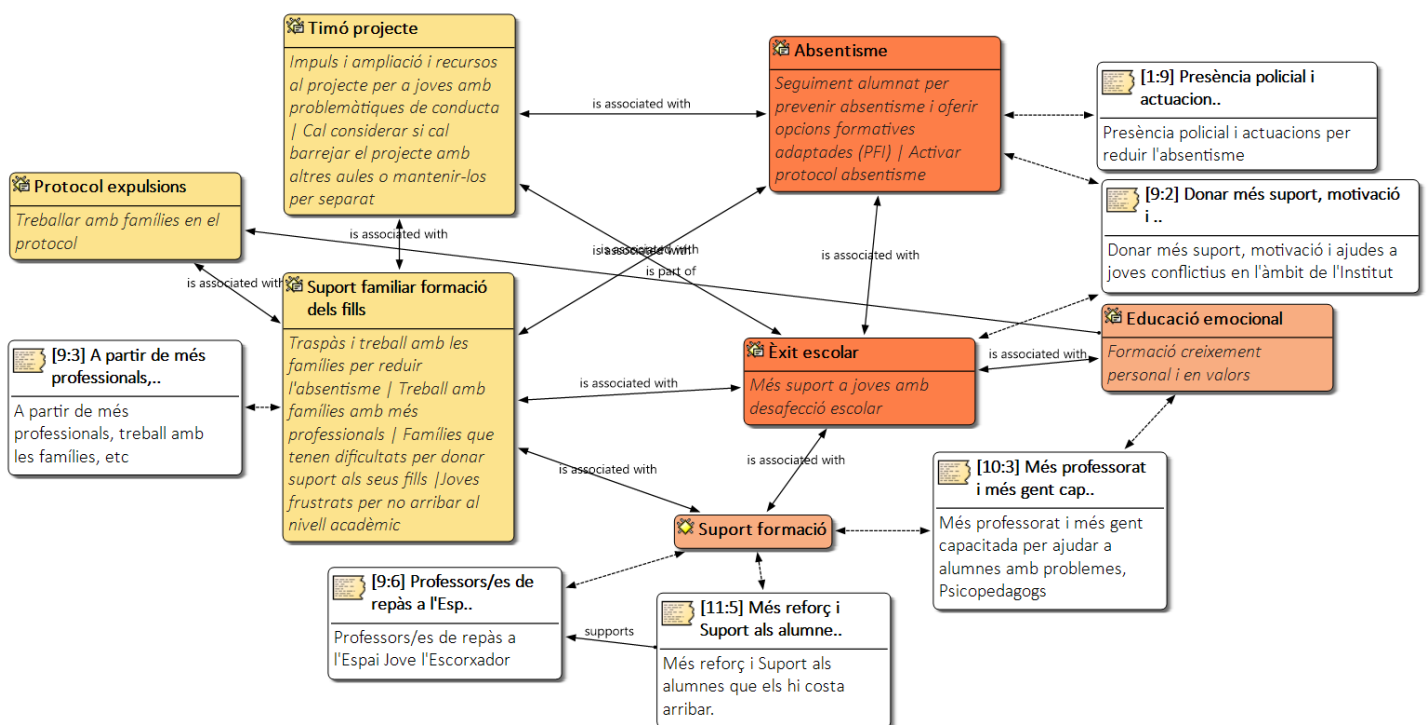 Timó projecte
Impuls i ampliació i recursos
al projecte per a joves amb
problemàtiques de conducta
| Cal considerar si cal
barrejar el projecte amb
altres aules o mantenir-los
per separat
is associated with
Absentisme
Seguiment alumnat per
prevenir absentisme i oferir
opcions formatives
adaptades (PFI) | Activar
protocol absentisme
[1:9] Presència policial i
actuacion..
Presència policial i actuacions per
reduir l'absentisme
Protocol expulsions
Treballar amb famílies en el
protocol
[9:2] Donar més suport, motivació
i ..
Donar més suport, motivació i ajudes a
joves conflictius en l'àmbit de l'Institut
is associated with
is associated with
is associated with
is associated with
is part of
is associated with
Suport familiar formació
dels fills
Traspàs i treball amb les
famílies per reduir
l'absentisme | Treball amb
famílies amb més
professionals | Famílies que
tenen dificultats per donar
suport als seus fills |Joves
frustrats per no arribar al
nivell acadèmic
Educació emocional
Formació creixement
personal i en valors
[9:3] A partir de més
professionals,..
A partir de més
professionals, treball amb
les famílies, etc
is associated with
Èxit escolar
Més suport a joves amb
desafecció escolar
is associated with
is associated with
is associated with
[10:3] Més professorat
i més gent cap..
Més professorat i més gent
capacitada per ajudar a
alumnes amb problemes,
Psicopedagogs
Suport formació
[9:6] Professors/es de
repàs a l'Esp..
Professors/es de repàs a
l'Espai Jove l'Escorxador
supports
[11:5] Més reforç i
Suport als alumne..
Més reforç i Suport als
alumnes que els hi costa
arribar.